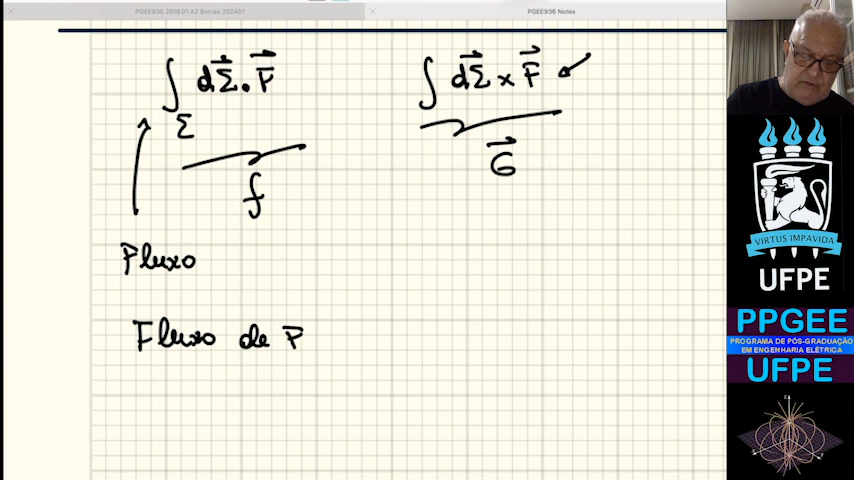 PGEE936 2019.01 A2 Borrao 202401
PGEE936 Notes
∫ dΣ⃗ · F⃗
Σ
f
∫ dΣ⃗ × F⃗
G⃗
Fluxo
Fluxo de F
VIRTUS IMPAVIDA
UFPE
PPGEE
PROGRAMA DE PÓS-GRADUAÇÃO
EM ENGENHARIA ELÉTRICA
UFPE